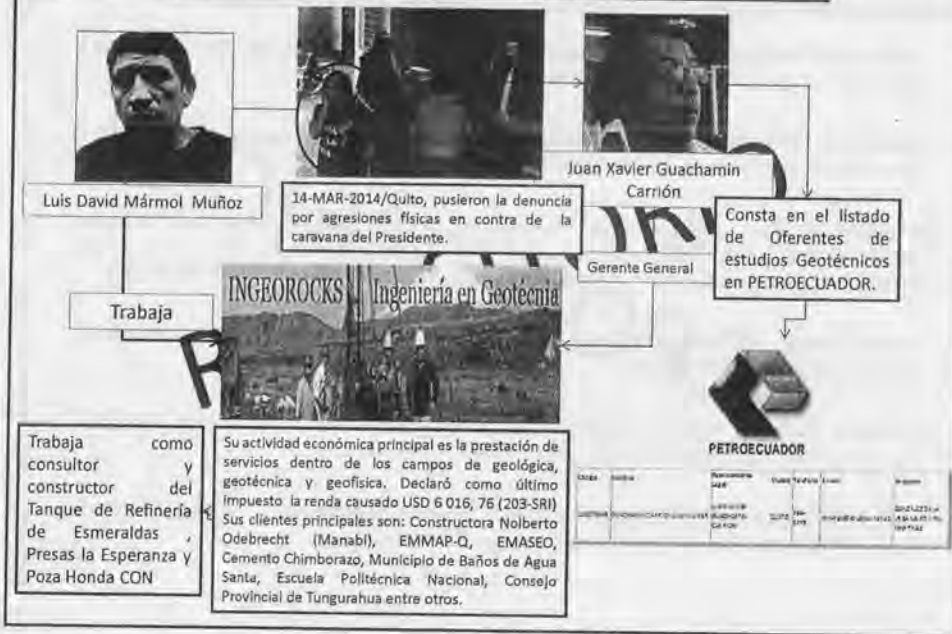 Luis David Mármol Muñoz
14-MAR-2014/Quito, pusieron la denuncia
por agresiones físicas en contra de la
caravana del Presidente.
Juan Xavier Guachamin
Carrión
Consta en el listado
de Oferentes de
estudios Geotécnicos
en PETROECUADOR.
Gerente General
Trabaja
INGEOROCKS Ingeniería en Geotécnia
PETROECUADOR
Trabaja como
consultor y
constructor del
Tanque de Refinería
de Esmeraldas ,
Presas la Esperanza y
Poza Honda CON
Su actividad económica principal es la prestación de
servicios dentro de los campos de geológica,
geotécnica y geofísica. Declaró como último
impuesto la renda causado USD 6 016, 76 (203-SRI)
Sus clientes principales son: Constructora Nolberto
Odebrecht (Manabí), EMMAP-Q, EMASEO,
Cemento Chimborazo, Municipio de Baños de Agua
Santa, Escuela Politécnica Nacional, Consejo
Provincial de Tungurahua entre otros.